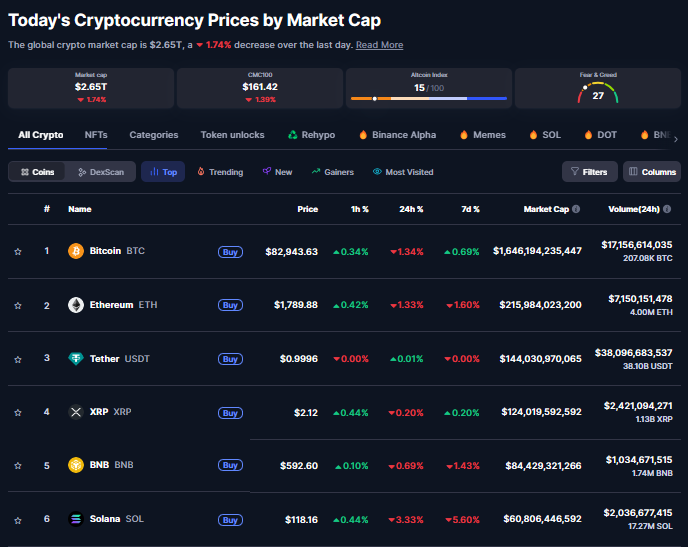 Today's Cryptocurrency Prices by Market Cap
The global crypto market cap is $2.65T, a ▼ 1.74% decrease over the last day. Read More
Market cap
$2.65T
▼ 1.74%
CMC100
$161.42
▼ 1.39%
Altcoin Index
15 / 100
Fear & Greed
27
All Crypto NFTs Categories Token unlocks Rehypo Binance Alpha Memes SOL DOT BN
Coins DexScan Top Trending New Gainers Most Visited Filters Columns
# Name Price 1h % 24h % 7d % Market Cap Volume(24h)
1 Bitcoin BTC Buy $82,943.63 ▲0.34% ▼1.34% ▲0.69% $1,646,194,235,447 $17,156,614,035
207.08K BTC
2 Ethereum ETH Buy $1,789.88 ▲0.42% ▼1.33% ▼1.60% $215,984,023,200 $7,150,151,478
4.00M ETH
3 Tether USDT Buy $0.9996 ▼0.00% ▲0.01% ▼0.00% $144,030,970,065 $38,096,683,537
38.10B USDT
4 XRP XRP Buy $2.12 ▲0.44% ▼0.20% ▲0.20% $124,019,592,592 $2,421,094,271
1.13B XRP
5 BNB BNB Buy $592.60 ▲0.10% ▼0.69% ▼1.43% $84,429,321,266 $1,034,671,515
1.74M BNB
6 Solana SOL Buy $118.16 ▲0.44% ▼3.33% ▼5.60% $60,806,446,592 $2,036,677,415
17.27M SOL